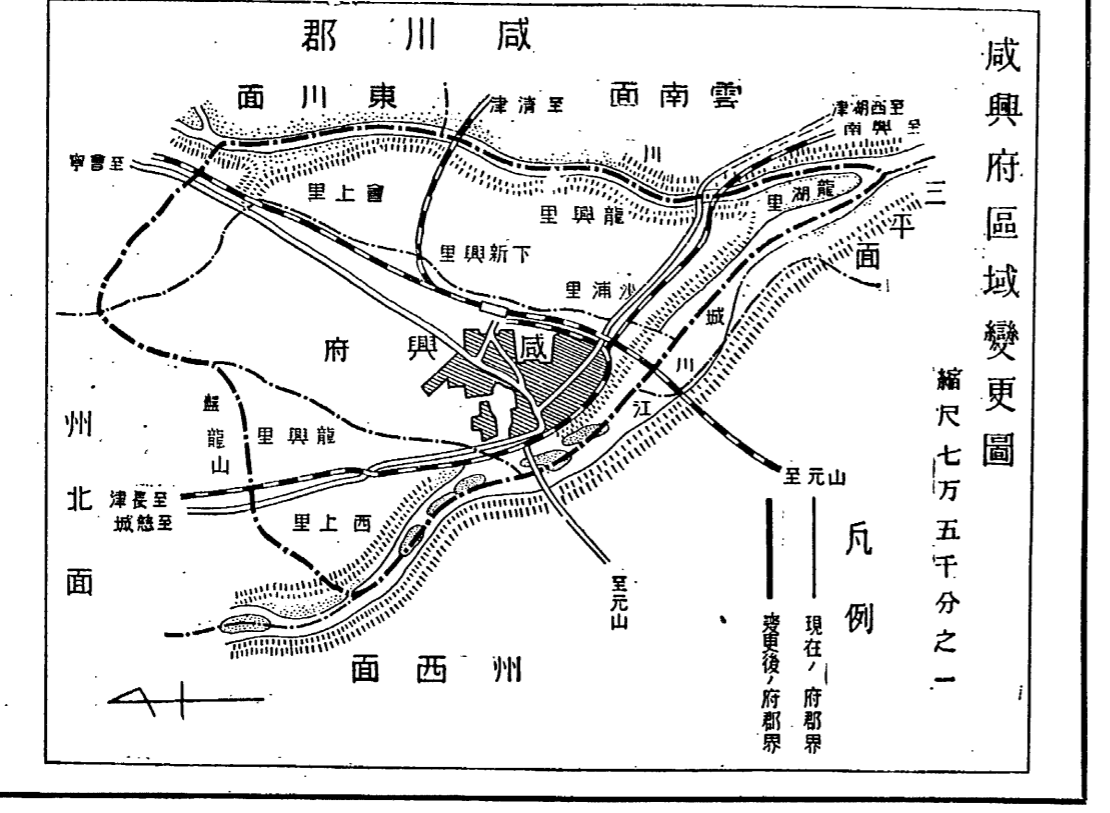 咸興府區域變更圖
縮尺七万五千分之一
咸川郡
東川面
雲南面
至清津
至西湖津
至興南
至會寧
川
三平面
會上里
龍興里
龍湖里
下新興里
沙浦里
城川江
咸興府
盤龍山
龍興里
州北面
至長津
至慈城
西上里
至元山
至元山
州西面
凡例
現在ノ府郡界
變更後ノ府郡界